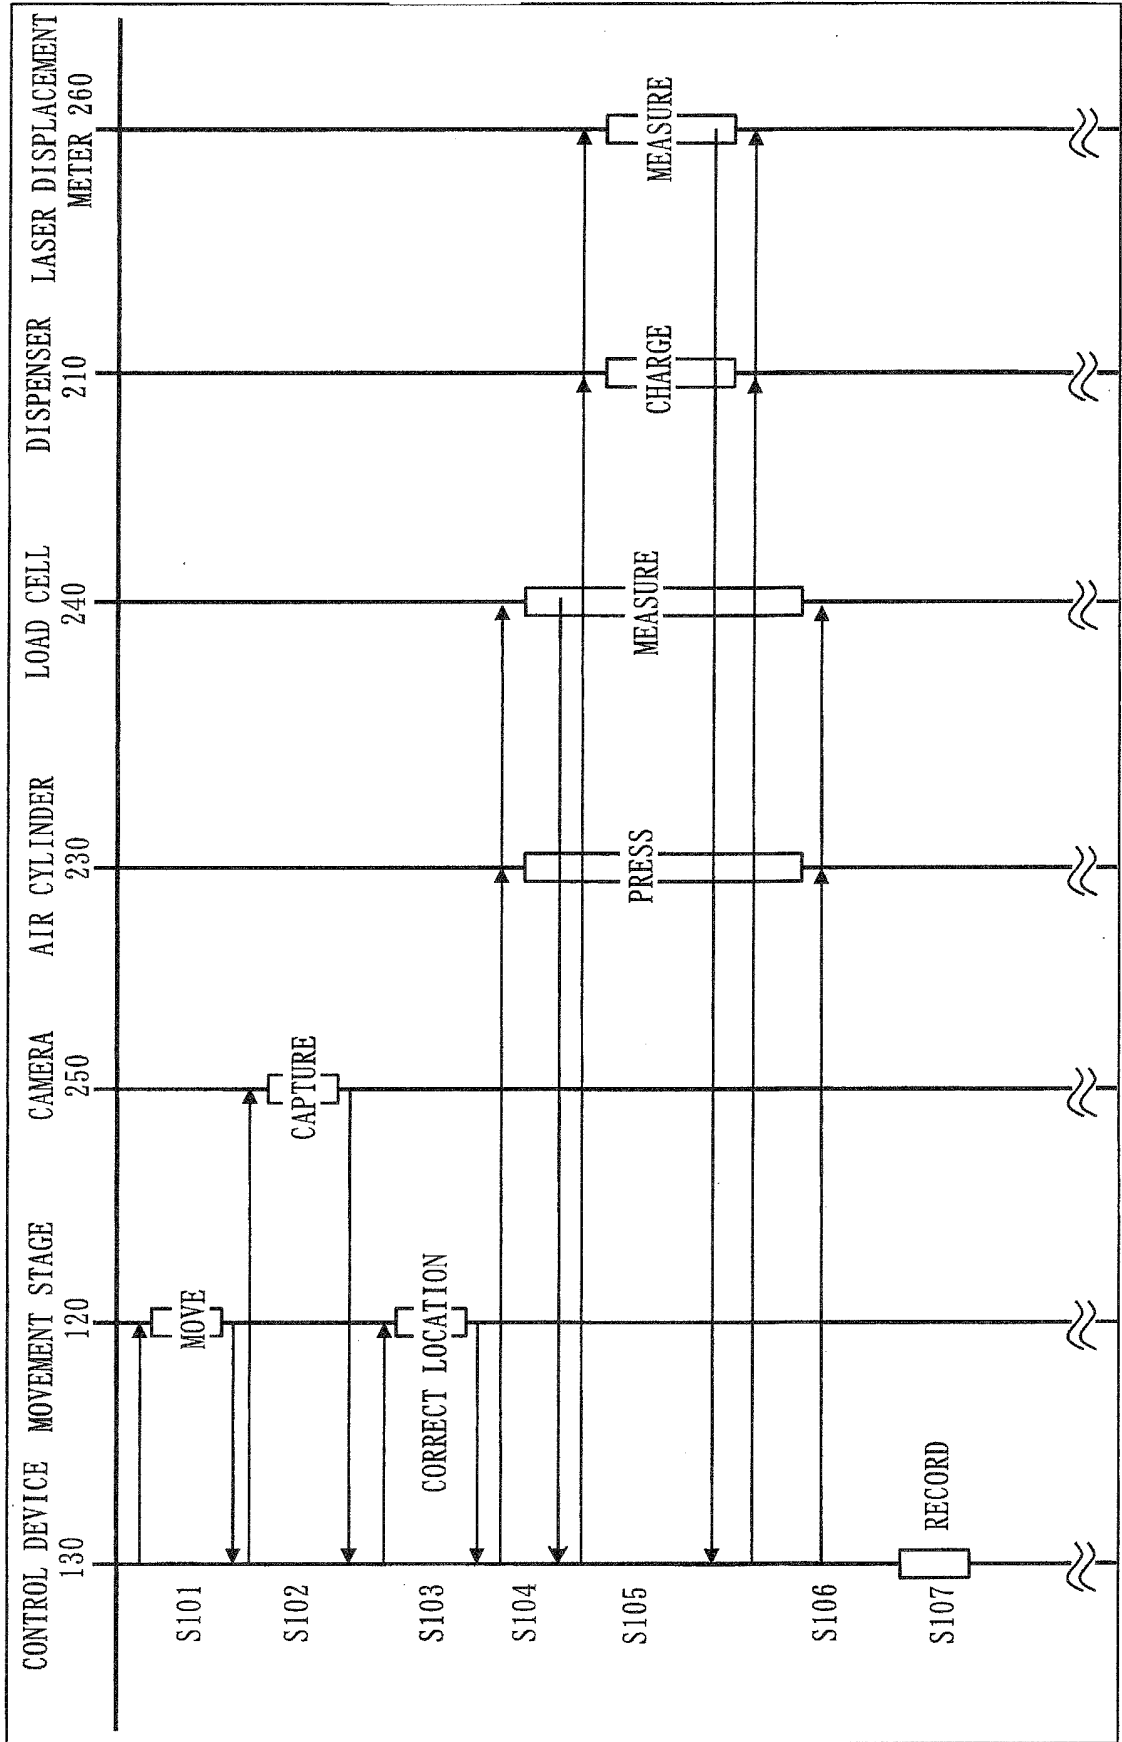 CONTROL DEVICE
130
MOVEMENT STAGE
120
CAMERA
250
AIR CYLINDER
230
LOAD CELL
240
DISPENSER
210
LASER DISPLACEMENT
METER 260
S101
MOVE
S102
CAPTURE
S103
CORRECT LOCATION
S104
S105
PRESS
MEASURE
CHARGE
MEASURE
S106
S107
RECORD